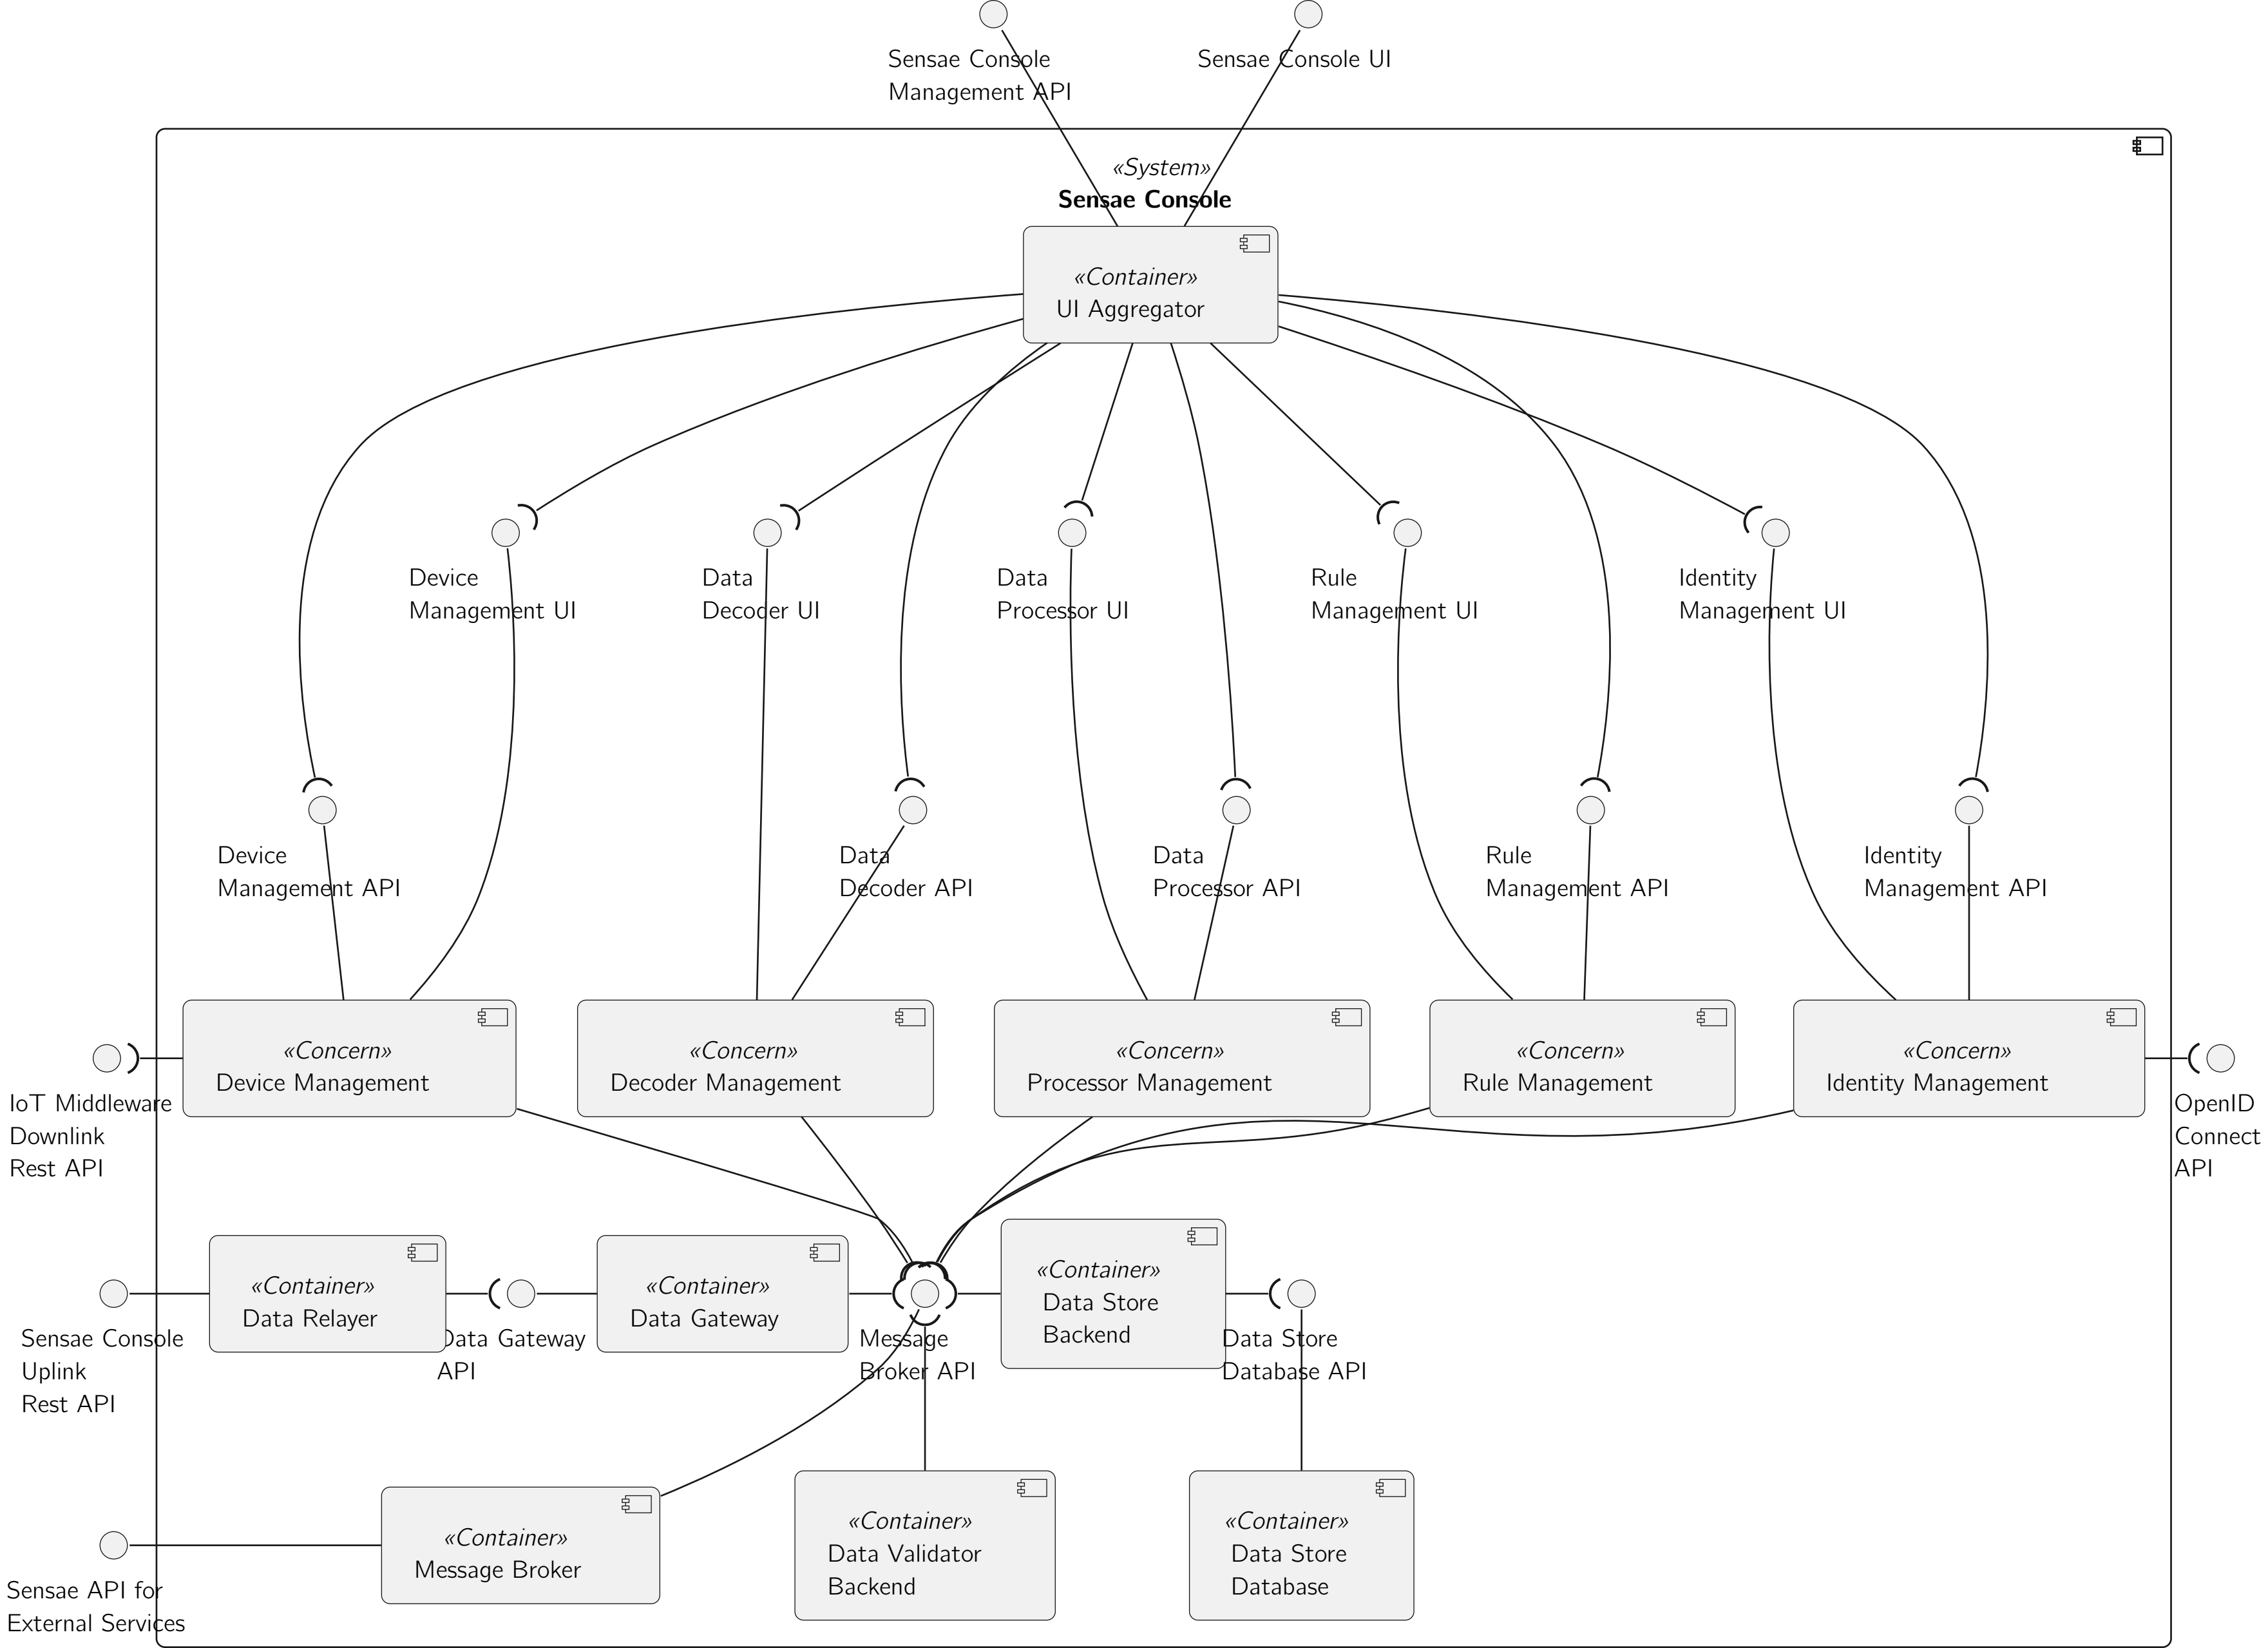 Sensae Console
Management API
Sensae Console UI
«System»
Sensae Console
«Container»
UI Aggregator
Device
Management UI
Data
Decoder UI
Data
Processor UI
Rule
Management UI
Identity
Management UI
Device
Management API
Data
Decoder API
Data
Processor API
Rule
Management API
Identity
Management API
«Concern»
Device Management
«Concern»
Decoder Management
«Concern»
Processor Management
«Concern»
Rule Management
«Concern»
Identity Management
IoT Middleware
Downlink
Rest API
OpenID
Connect
API
«Container»
Data Relayer
«Container»
Data Gateway
«Container»
Data Store
Backend
Sensae Console
Uplink
Rest API
Data Gateway
API
Message
Broker API
Data Store
Database API
«Container»
Message Broker
«Container»
Data Validator
Backend
«Container»
Data Store
Database
Sensae API for
External Services